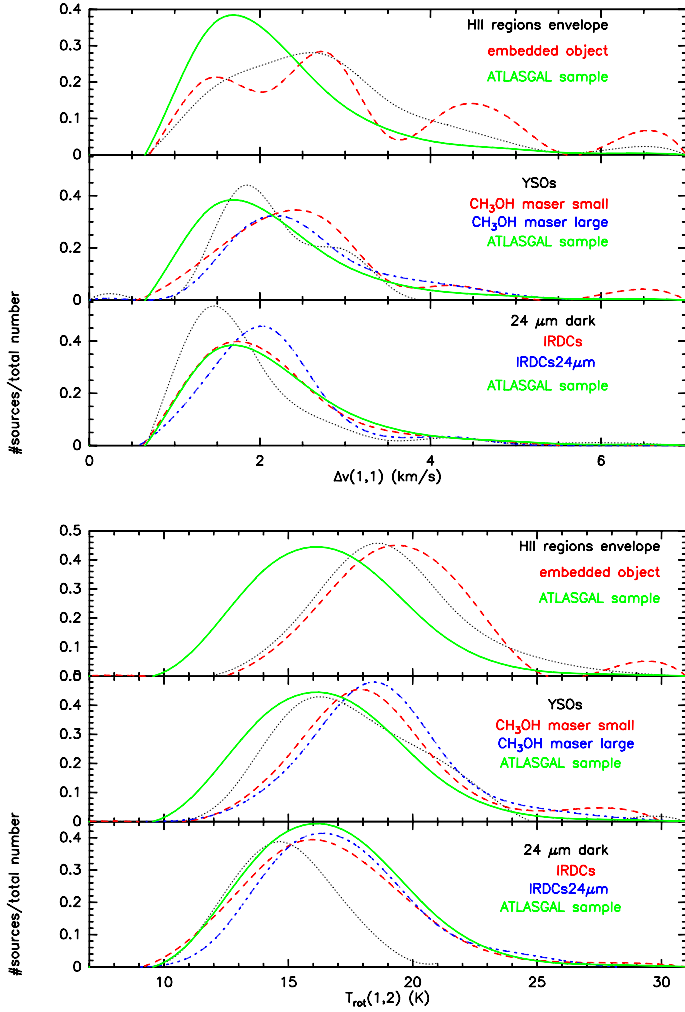 0.4
HII regions envelope
0.3
embedded object
0.2
ATLASGAL sample
0.1
0
YSOs
0.4
CH3OH maser small
CH3OH maser large
0.2
ATLASGAL sample
0
24 μm dark
0.4
IRDCs
IRDCs24μm
0.2
ATLASGAL sample
0
0 2 4 6
Δv(1,1) (km/s)
#sources/total number
0.5
HII regions envelope
0.4
embedded object
0.3
ATLASGAL sample
0.2
0.1
0
0.5
YSOs
0.4
CH3OH maser small
0.3
CH3OH maser large
0.2
ATLASGAL sample
0.1
0
0.4
24 μm dark
0.3
IRDCs
0.2
IRDCs24μm
ATLASGAL sample
0.1
0
10 15 20 25 30
Trot(1,2) (K)
#sources/total number